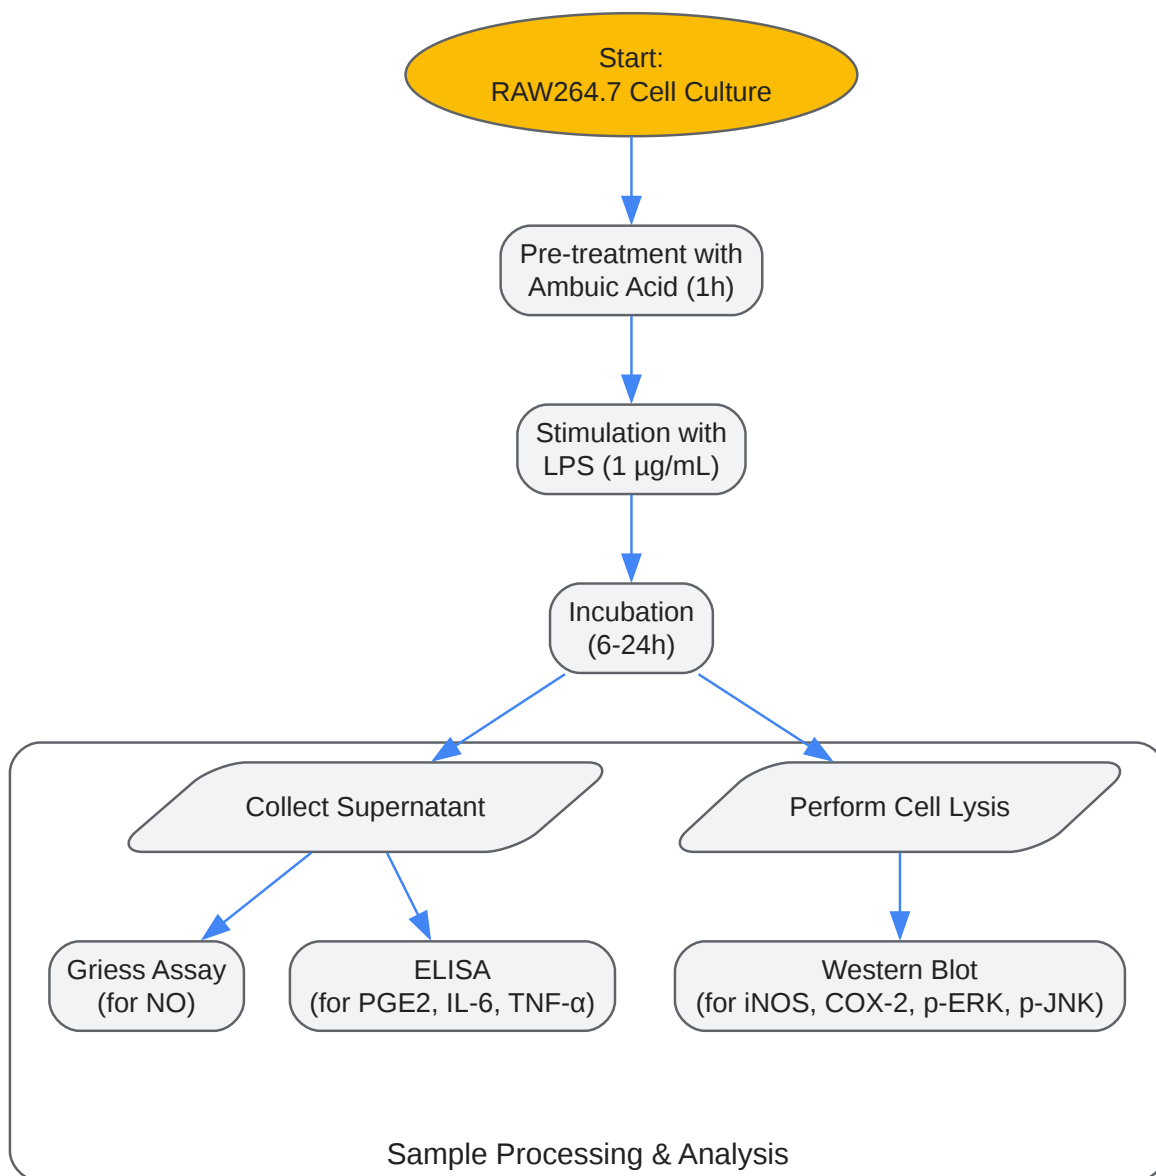 Start:
RAW264.7 Cell Culture
Pre-treatment with
Ambuic Acid (1h)
Stimulation with
LPS (1 µg/mL)
Incubation
(6-24h)
Collect Supernatant
Perform Cell Lysis
Griess Assay
(for NO)
ELISA
(for PGE2, IL-6, TNF-α)
Western Blot
(for iNOS, COX-2, p-ERK, p-JNK)
Sample Processing & Analysis